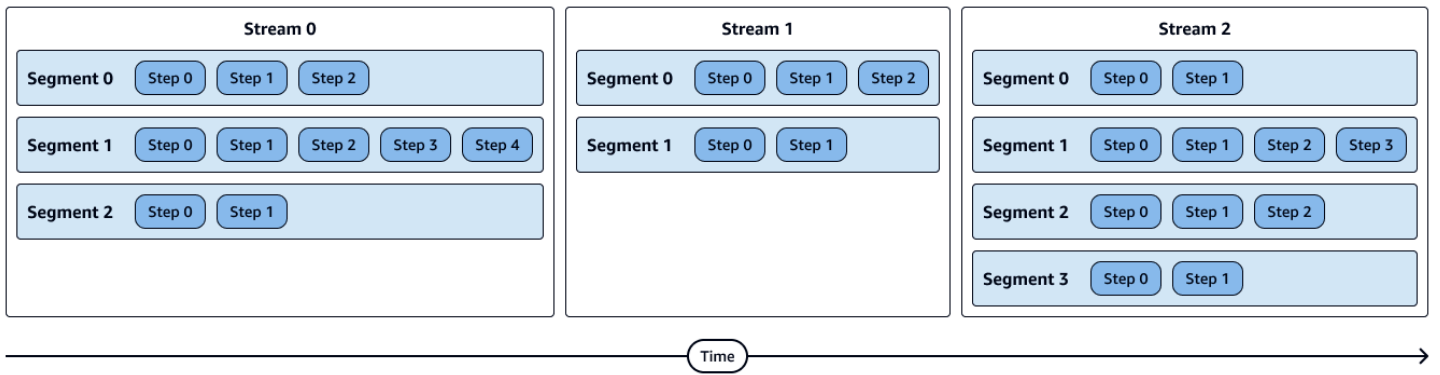 Stream 0
Segment 0 Step 0 Step 1 Step 2
Segment 1 Step 0 Step 1 Step 2 Step 3 Step 4
Segment 2 Step 0 Step 1
Stream 1
Segment 0 Step 0 Step 1 Step 2
Segment 1 Step 0 Step 1
Stream 2
Segment 0 Step 0 Step 1
Segment 1 Step 0 Step 1 Step 2 Step 3
Segment 2 Step 0 Step 1 Step 2
Segment 3 Step 0 Step 1
Time